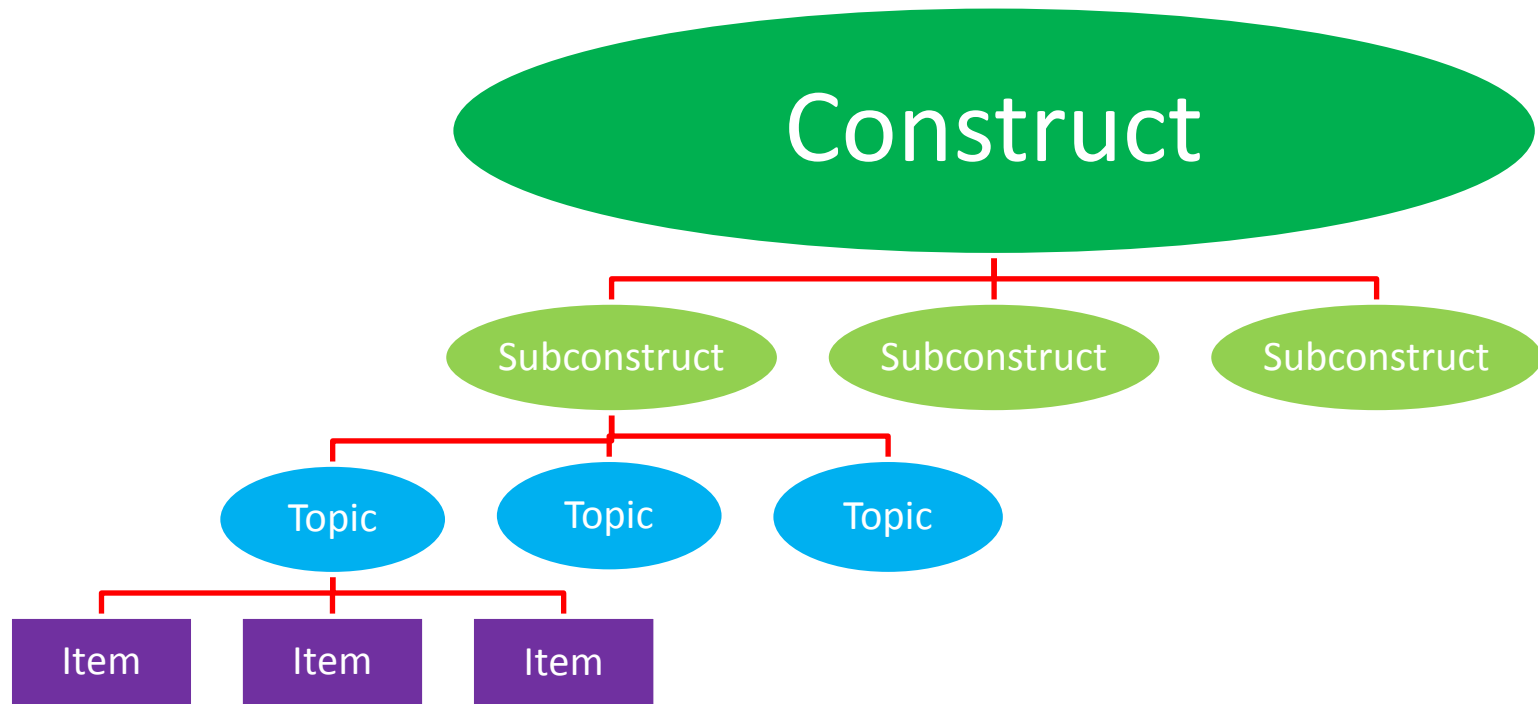 Construct
Subconstruct
Subconstruct
Subconstruct
Topic
Topic
Topic
Item
Item
Item